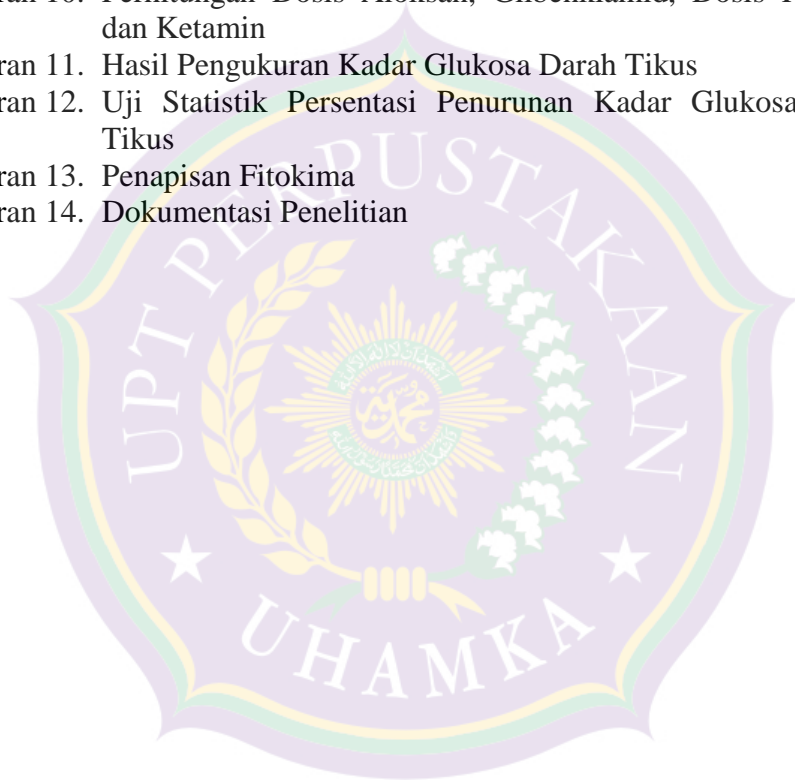 dan Ketamin
ran 11. Hasil Pengukuran Kadar Glukosa Darah Tikus
ran 12. Uji Statistik Persentasi Penurunan Kadar Glukosa
Tikus
ran 13. Penapisan Fitokima
ran 14. Dokumentasi Penelitian
UPT PERPUSTAKAAN
UHAMKA